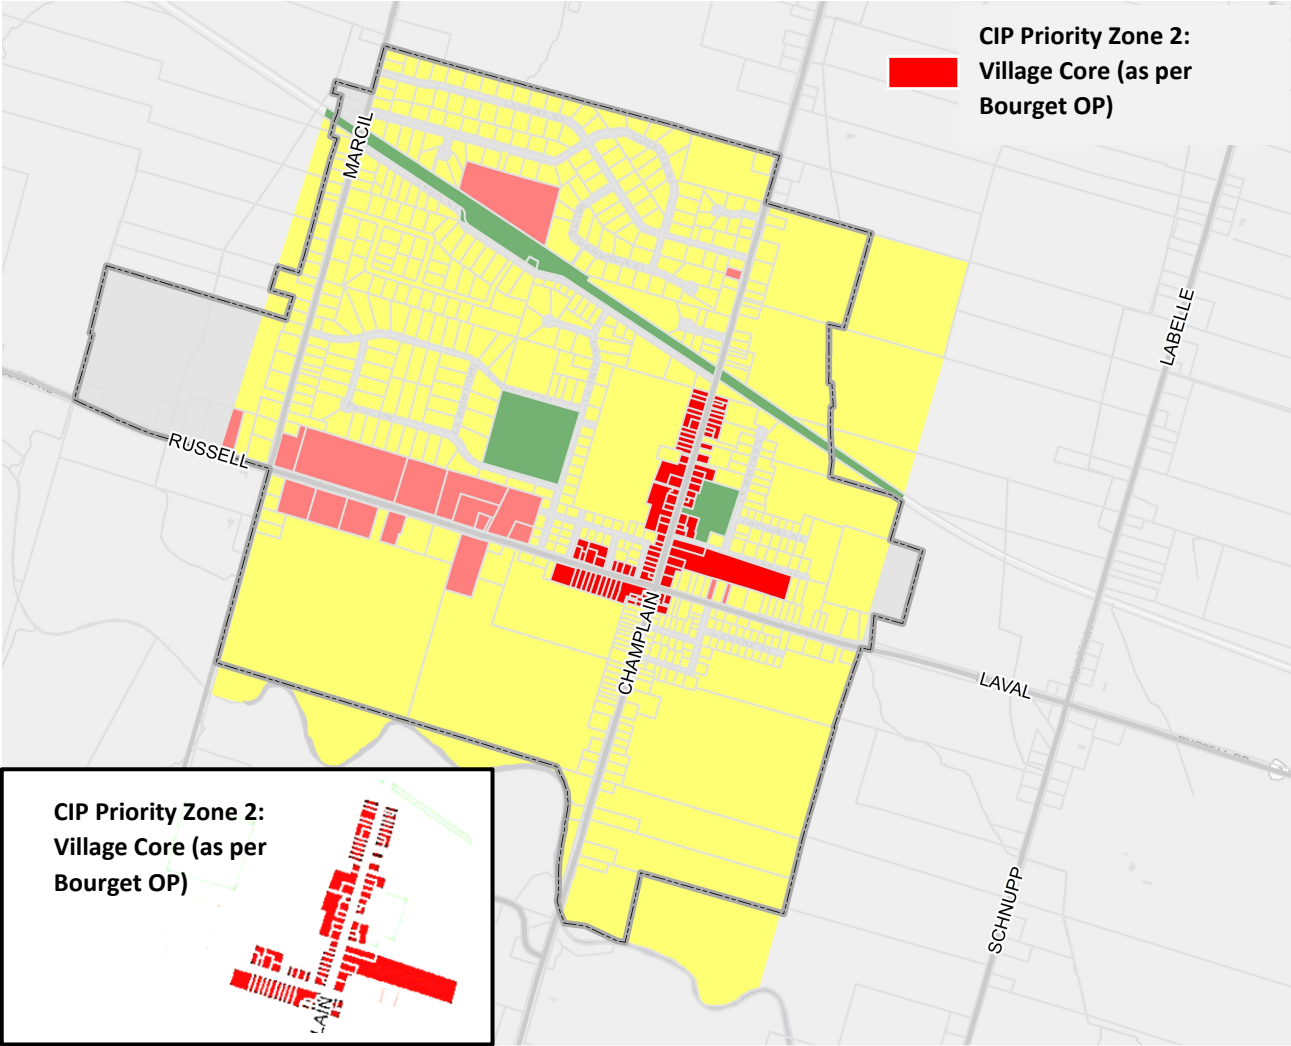 CIP Priority Zone 2:
Village Core (as per
Bourget OP)
MARCIL
LABELLE
RUSSELL
CHAMPLAIN
LAVAL
SCHNUPP
CIP Priority Zone 2:
Village Core (as per
Bourget OP)
LAIN